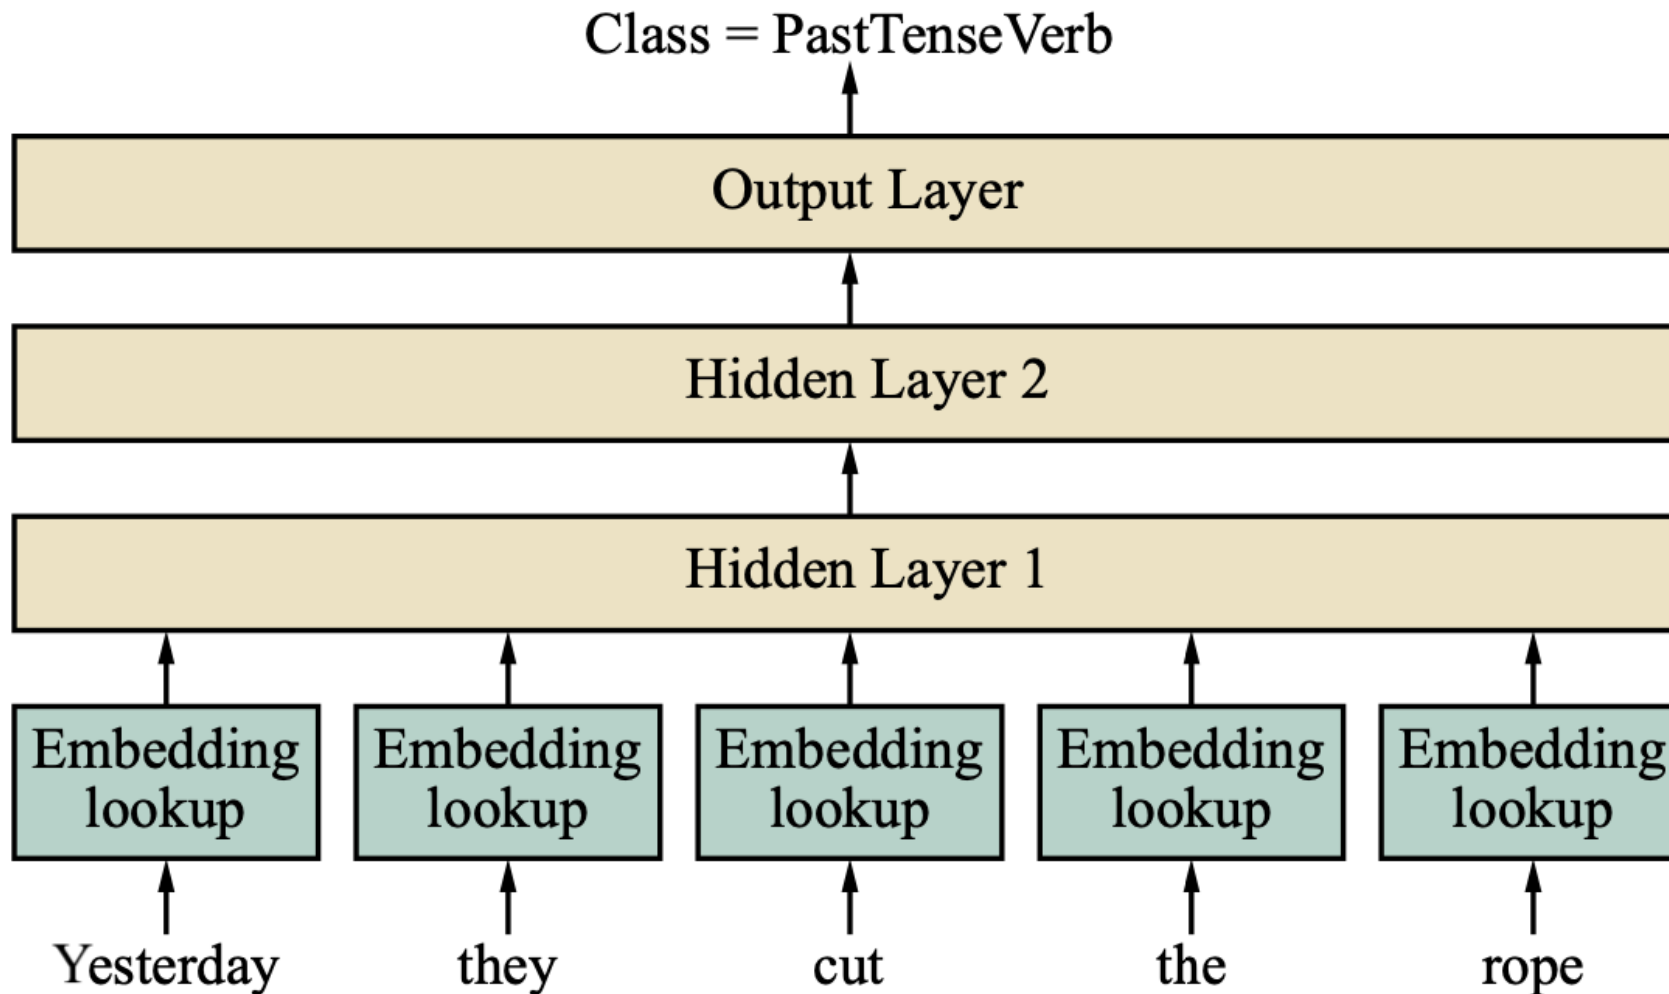 Class = PastTenseVerb
Output Layer
Hidden Layer 2
Hidden Layer 1
Embedding lookup
Embedding lookup
Embedding lookup
Embedding lookup
Embedding lookup
Yesterday they cut the rope